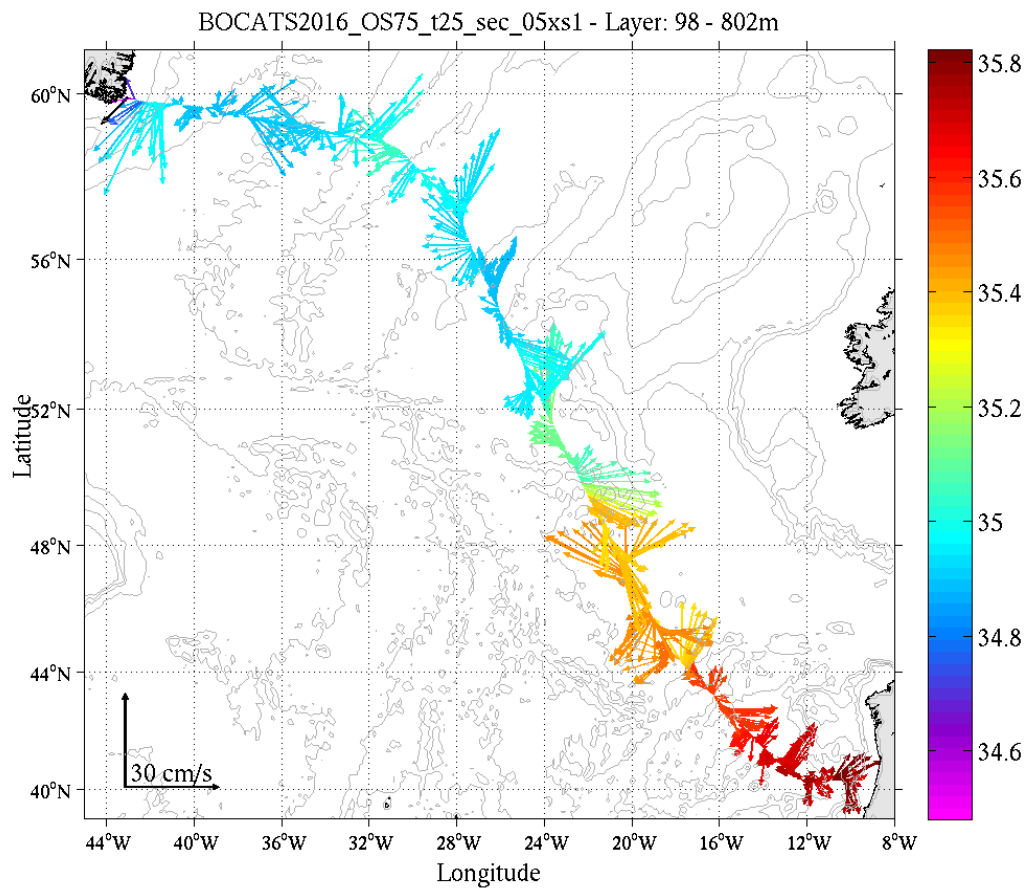 BOCATS2016_OS75_t25_sec_05xs1 - Layer: 98 - 802m
60°N
56°N
52°N
48°N
44°N
40°N
Latitude
30 cm/s
44°W 40°W 36°W 32°W 28°W 24°W 20°W 16°W 12°W 8°W
Longitude
35.8
35.6
35.4
35.2
35
34.8
34.6